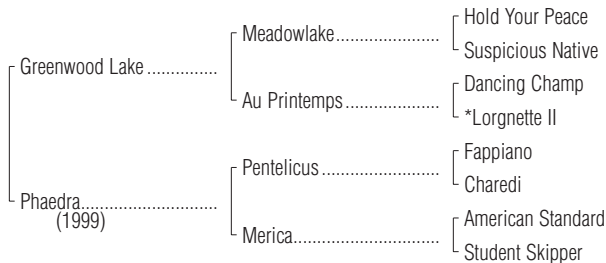 Hold Your Peace
Meadowlake....................
Suspicious Native
Greenwood Lake ..............
Dancing Champ
Au Printemps..................
*Lorgnette II
Fappiano
Pentelicus ......................
Charedi
Phaedra..........................
(1999)
American Standard
Merica............................
Student Skipper